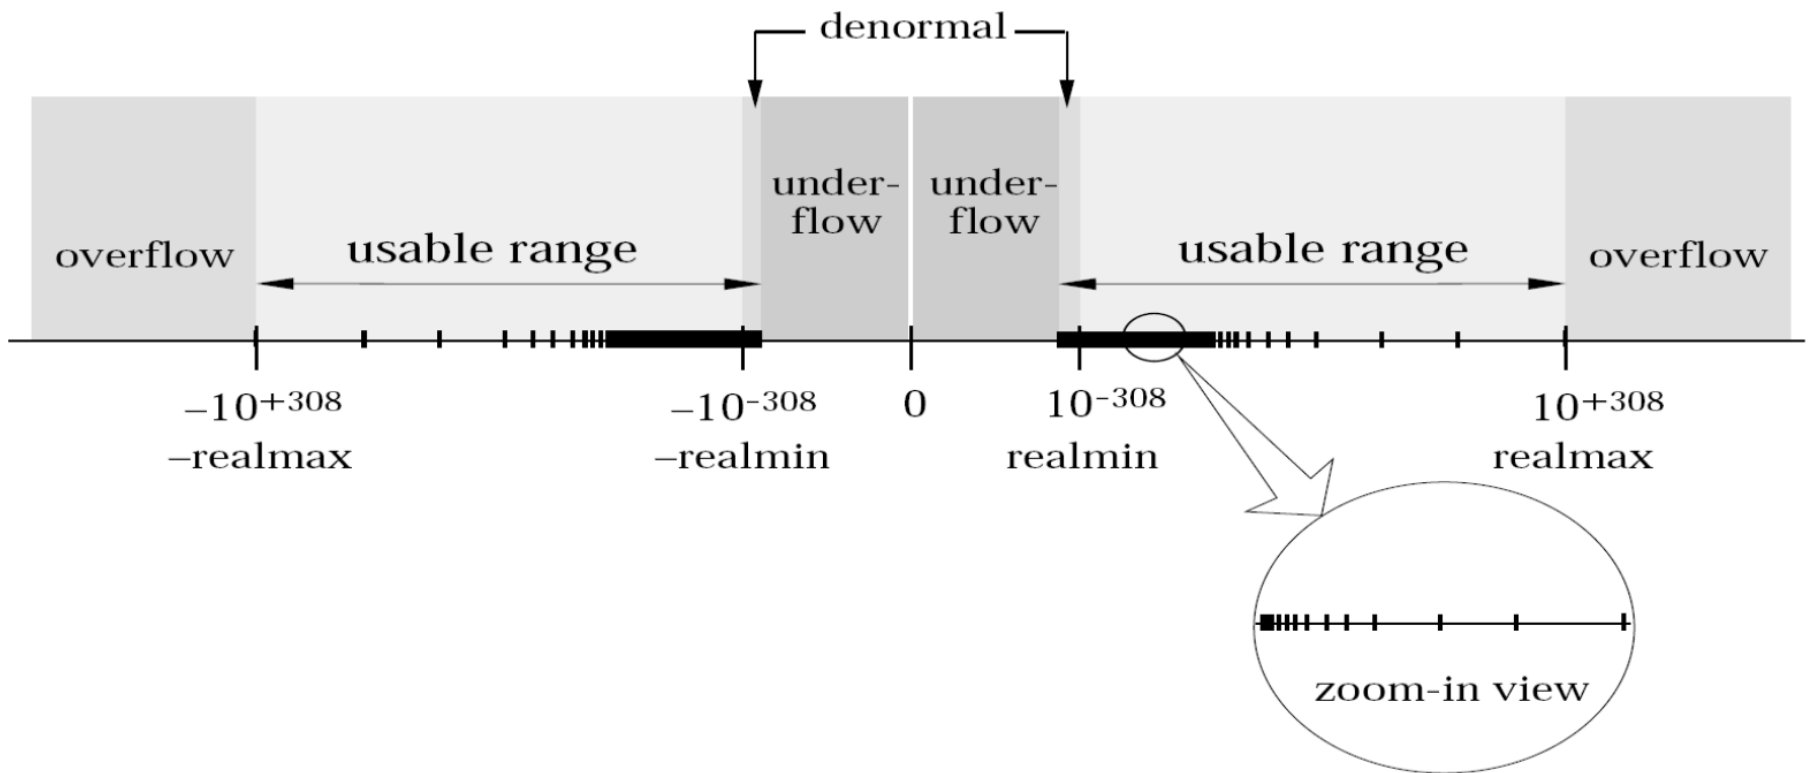 denormal
under-
flow
under-
flow
overflow
usable range
usable range
overflow
–10⁺³⁰⁸
–realmax
–10⁻³⁰⁸
–realmin
0
10⁻³⁰⁸
realmin
10⁺³⁰⁸
realmax
zoom-in view